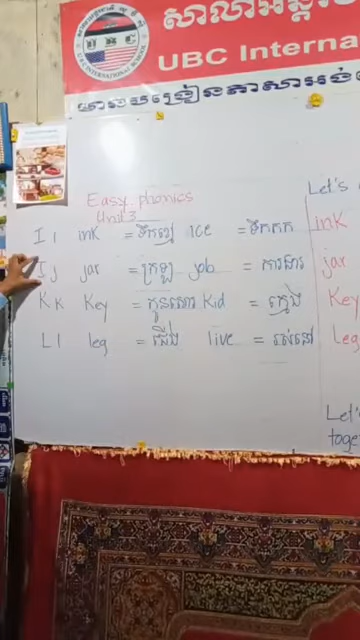 UBC Internation
Easy phonics
Unit 3
I i ink = ទឹកខ្មៅ Ice = ទឹកកក
J j jar = ក្រឡ job = ការងារ
K k Key = កូនសោរ Kid = ក្មេង
L l leg = ជើង live = រស់នៅ
Let's
ink
jar
Key
Leg
Let's
toge